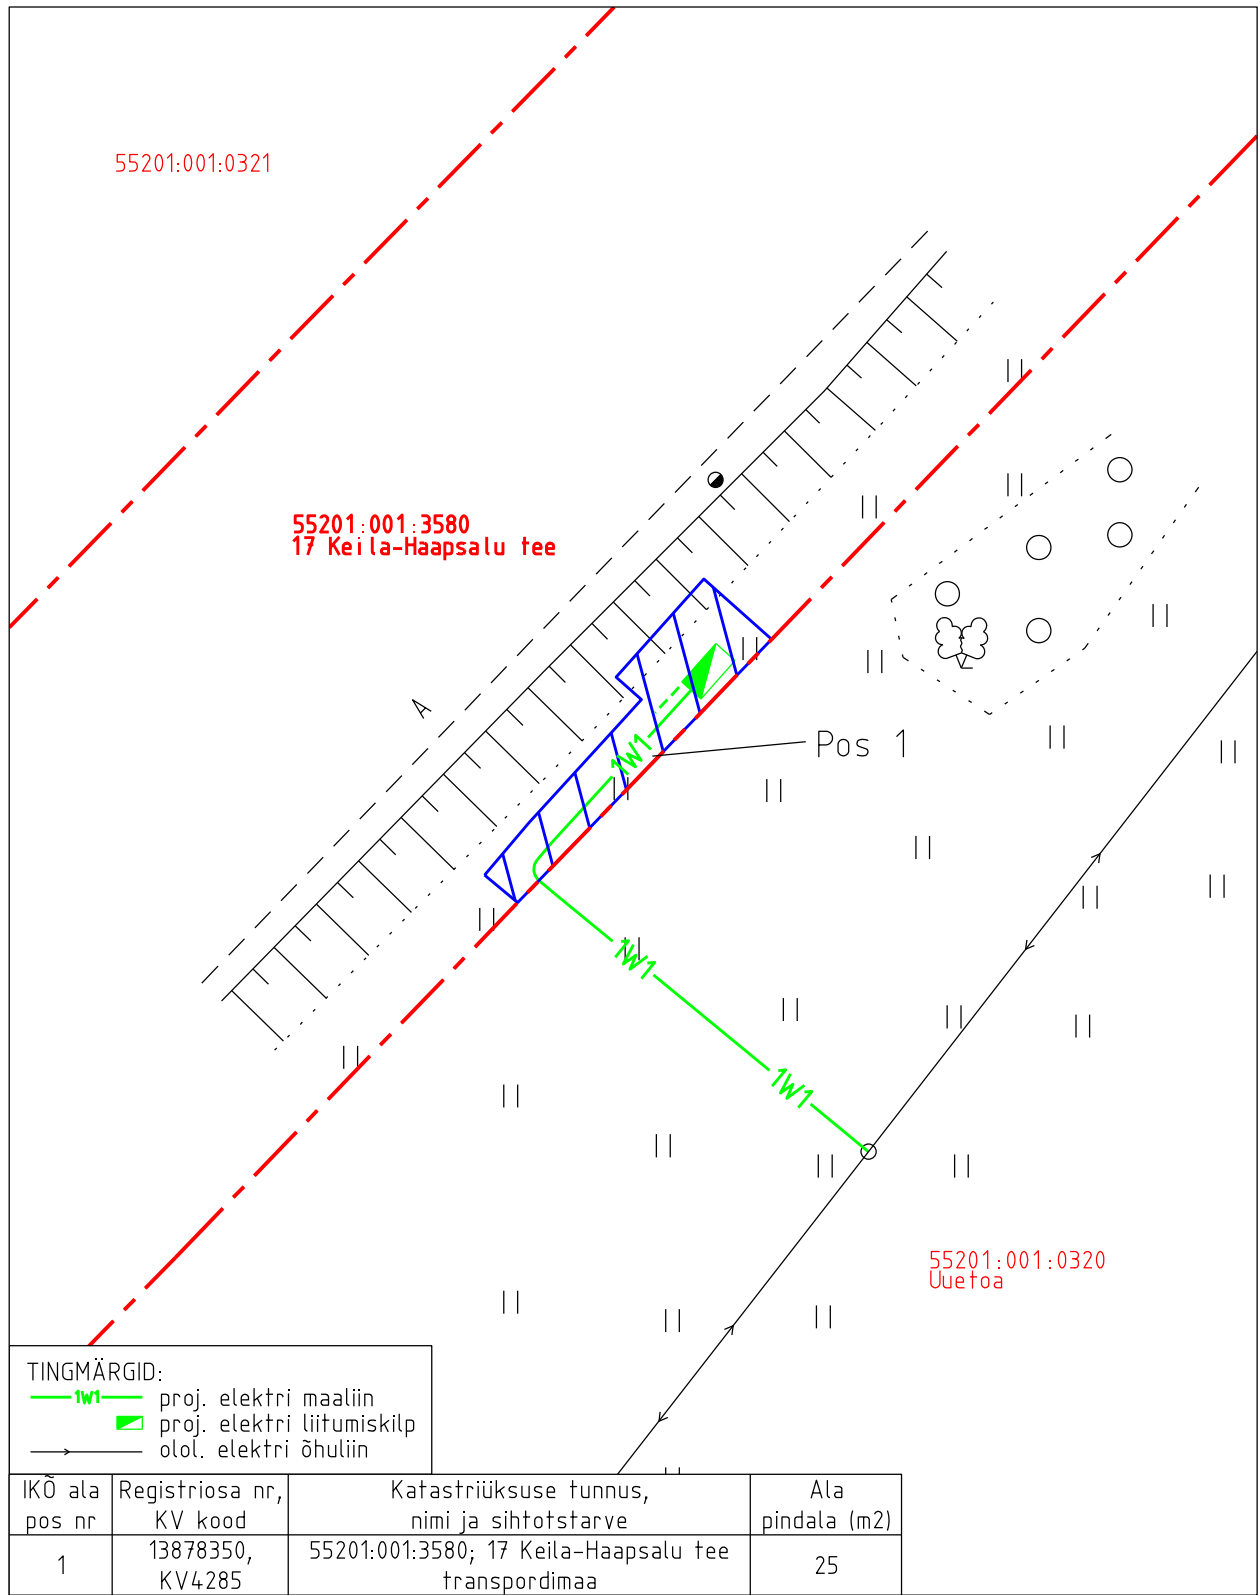 55201:001:0321
55201:001:3580
17 Keila-Haapsalu tee
A
1W1
Pos 1
1W1
1W1
55201:001:0320
Uuetoa
TINGMÄRGID:
1W1 proj. elektri maaliin
proj. elektri liitumiskilp
olol. elektri õhuliin
IKÕ ala pos nr
Registriosa nr, KV kood
Katastriüksuse tunnus, nimi ja sihtotstarve
Ala pindala (m2)
1
13878350, KV4285
55201:001:3580; 17 Keila-Haapsalu tee transpordimaa
25